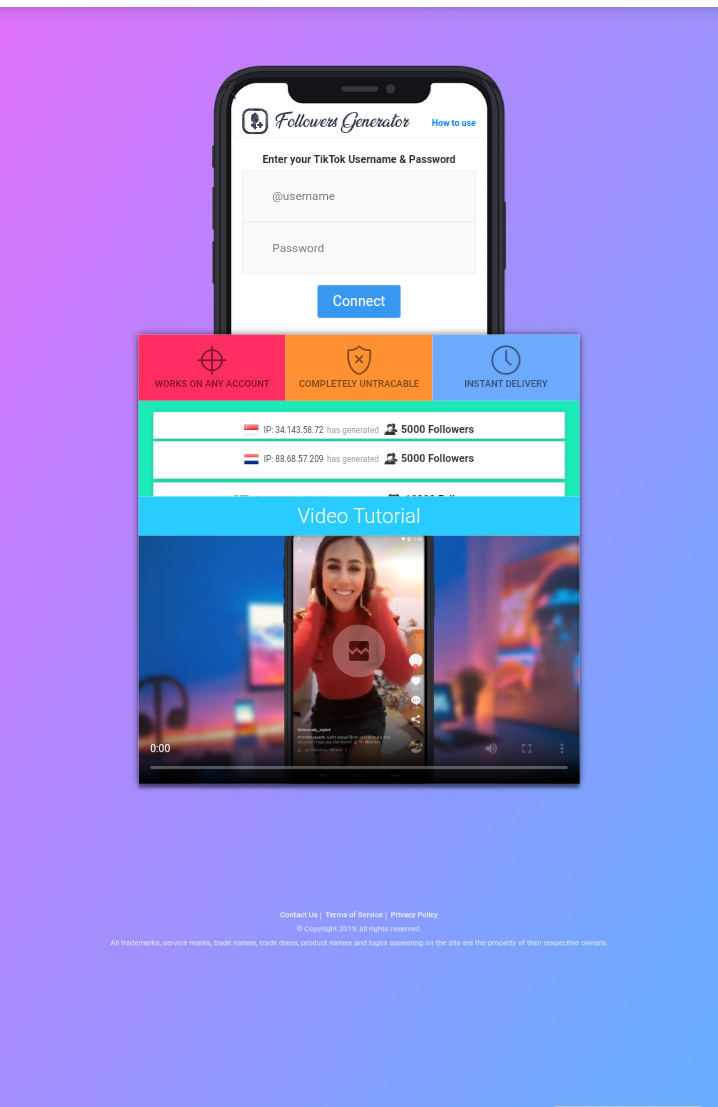 Followers Generator
How to use
Enter your TikTok Username & Password
@username
Password
Connect
WORKS ON ANY ACCOUNT
COMPLETELY UNTRACABLE
INSTANT DELIVERY
IP: 34.143.58.72 has generated 5000 Followers
IP: 88.68.57.209 has generated 5000 Followers
Video Tutorial
0:00
Contact Us | Terms of Service | Privacy Policy
© Copyright 2019, all rights reserved.
All trademarks, service marks, trade names, trade dress, product names and logos appearing on the site are the property of their respective owners.